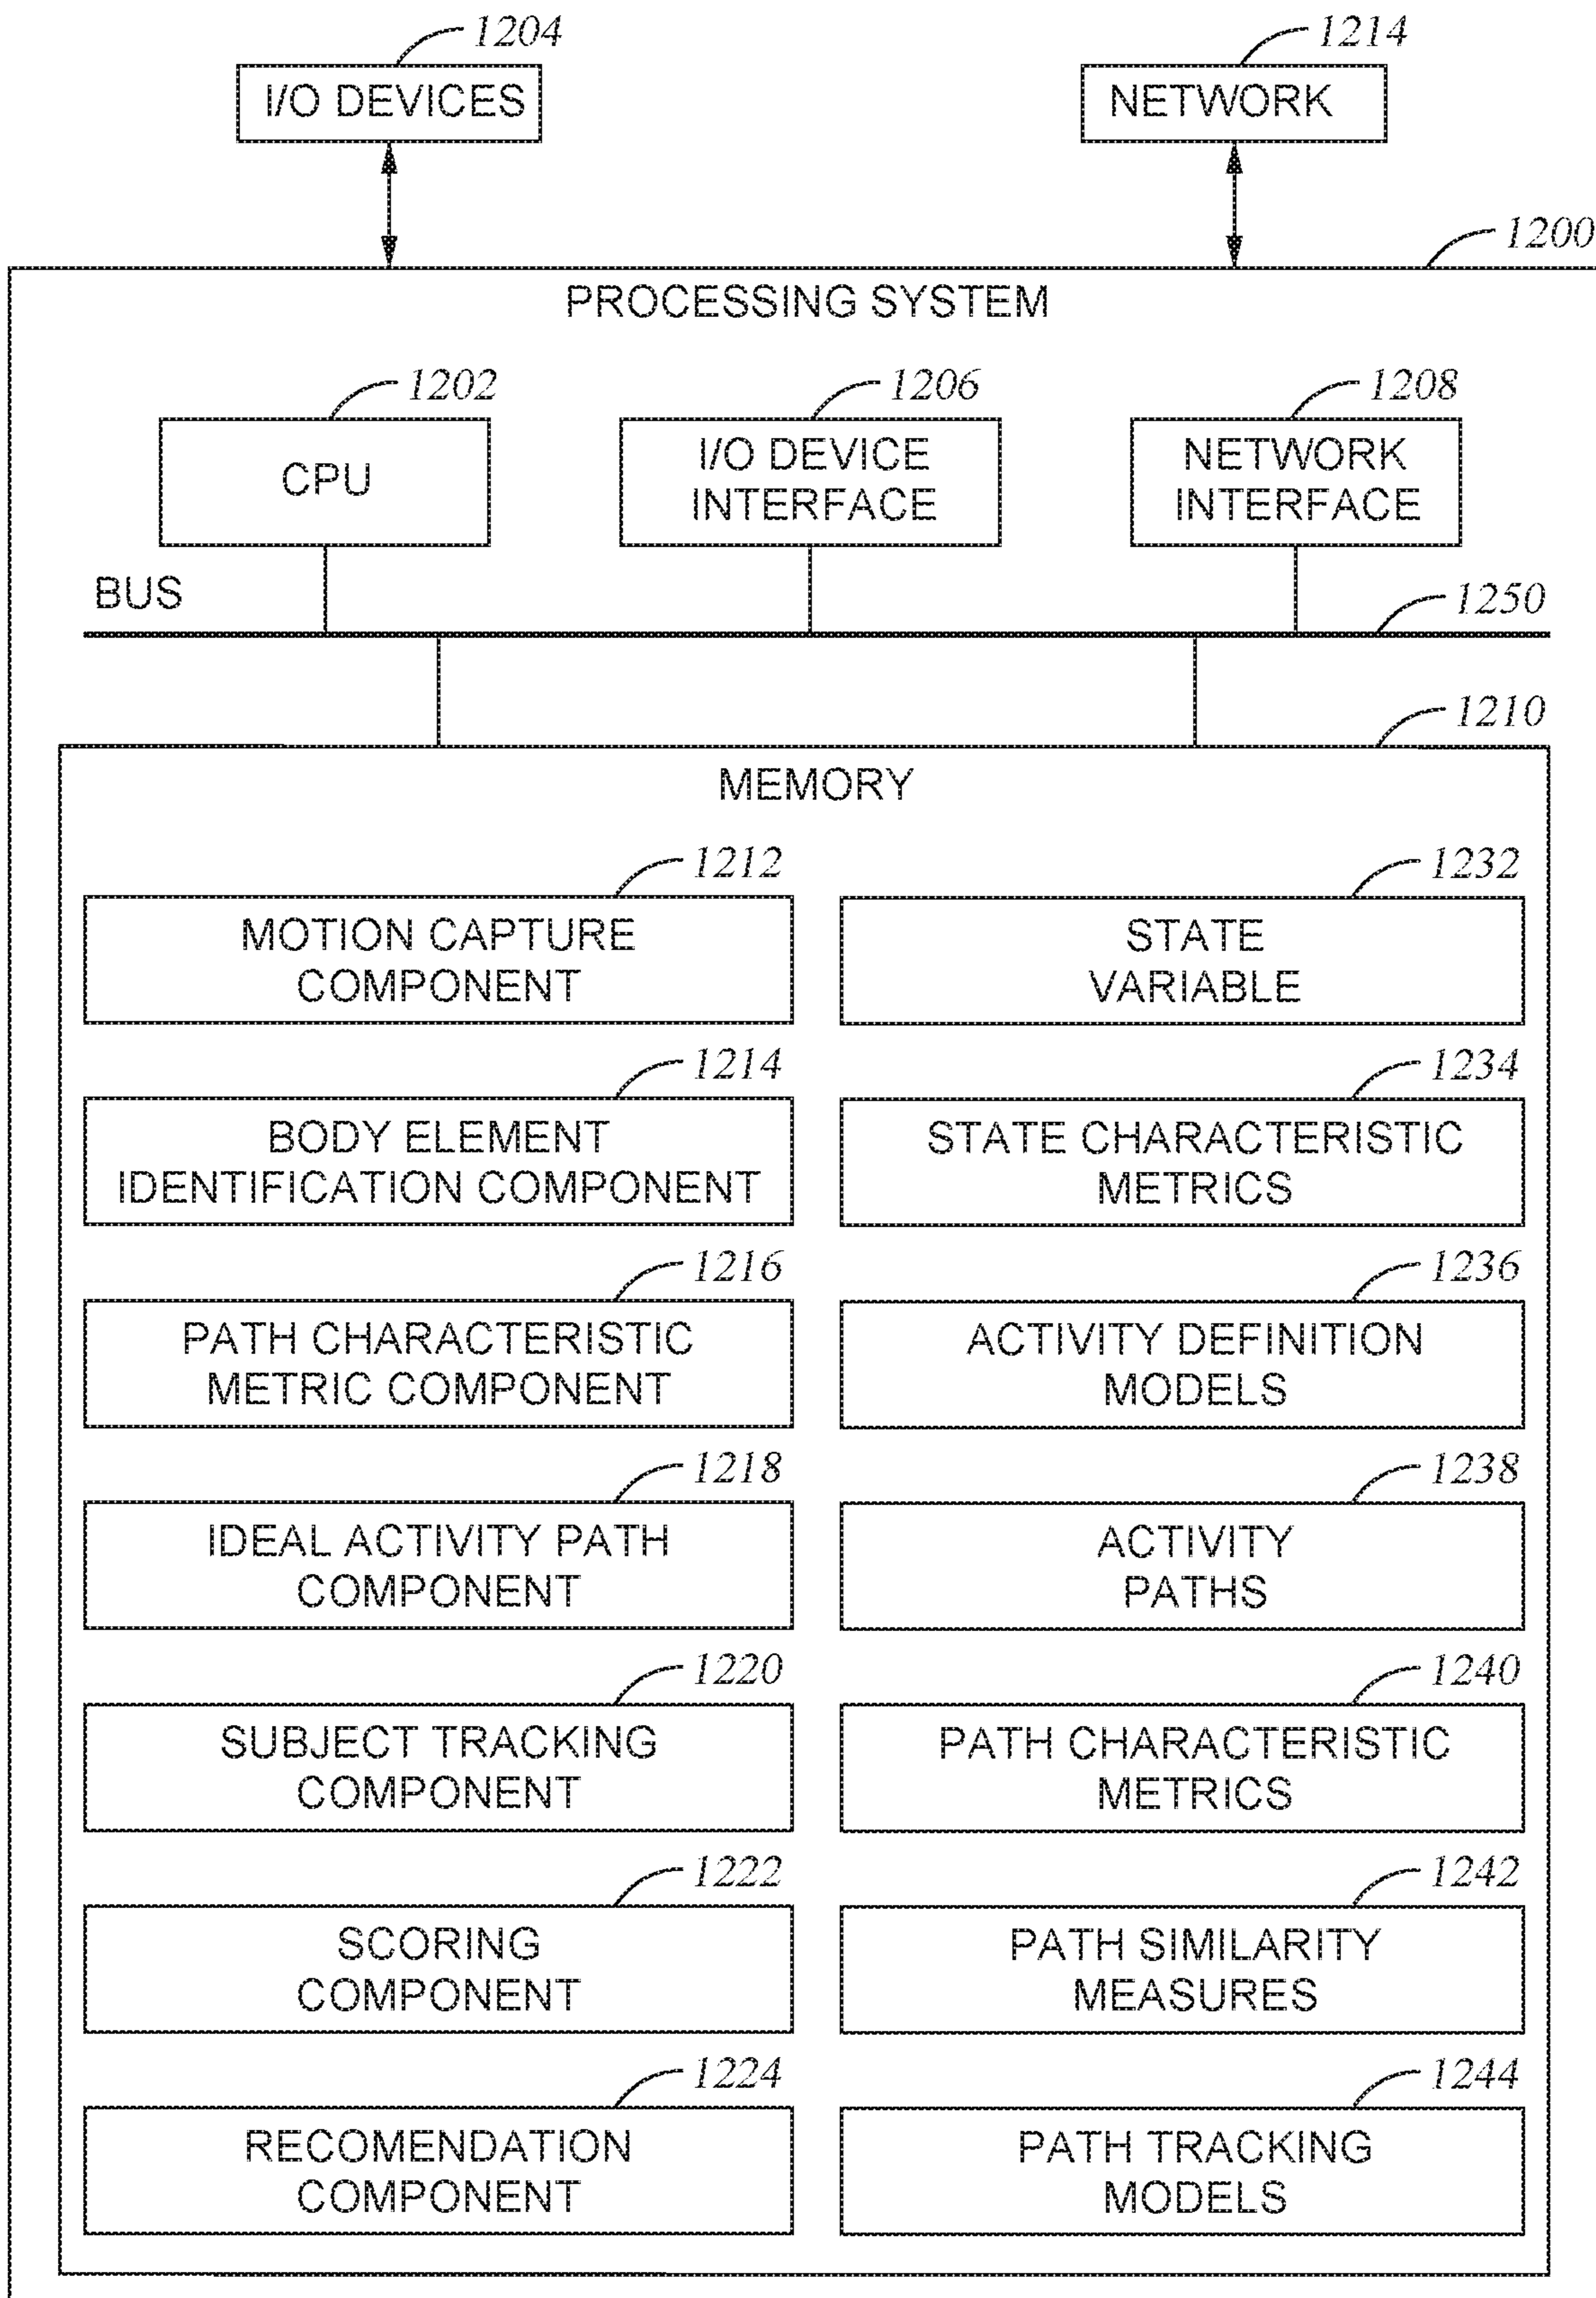 1204
I/O DEVICES
1214
NETWORK
1200
PROCESSING SYSTEM
1202
CPU
1206
I/O DEVICE
INTERFACE
1208
NETWORK
INTERFACE
BUS
1250
1210
MEMORY
1212
MOTION CAPTURE
COMPONENT
1232
STATE
VARIABLE
1214
BODY ELEMENT
IDENTIFICATION COMPONENT
1234
STATE CHARACTERISTIC
METRICS
1216
PATH CHARACTERISTIC
METRIC COMPONENT
1236
ACTIVITY DEFINITION
MODELS
1218
IDEAL ACTIVITY PATH
COMPONENT
1238
ACTIVITY
PATHS
1220
SUBJECT TRACKING
COMPONENT
1240
PATH CHARACTERISTIC
METRICS
1222
SCORING
COMPONENT
1242
PATH SIMILARITY
MEASURES
1224
RECOMENDATION
COMPONENT
1244
PATH TRACKING
MODELS